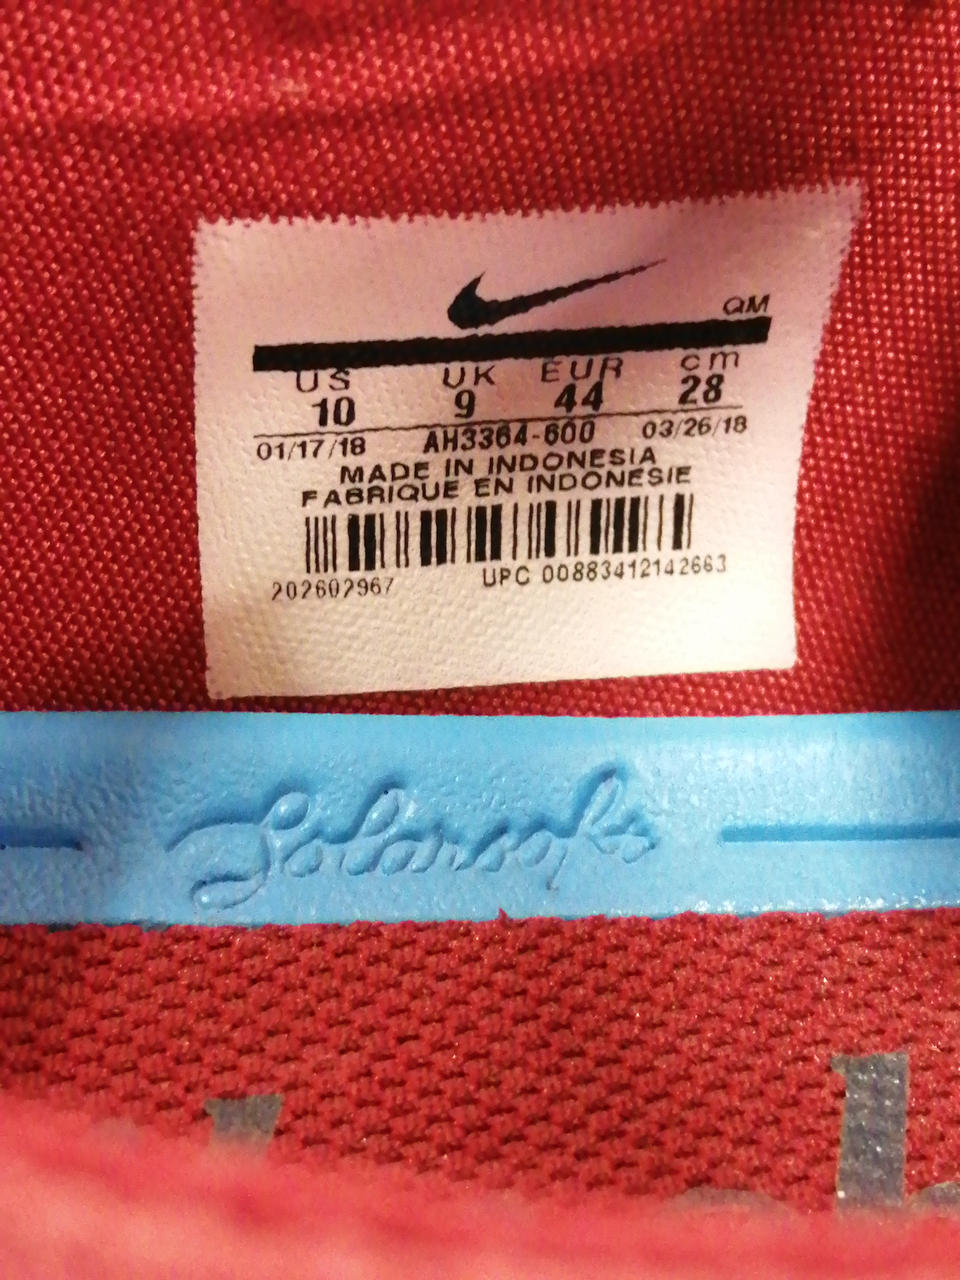 QM
US UK EUR cm
10 9 44 28
01/17/18 AH3364-600 03/26/18
MADE IN INDONESIA
FABRIQUE EN INDONESIE
202602967 UPC 00883412142663
Solarsoft